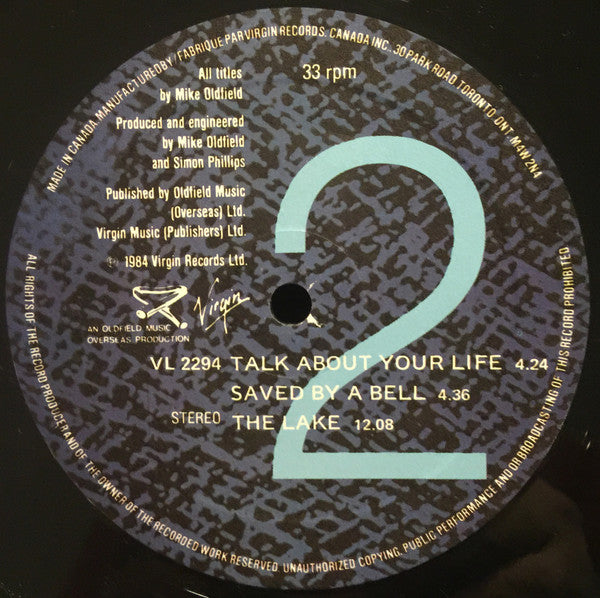 MADE IN CANADA. MANUFACTURED BY / FABRIQUE PAR VIRGIN RECORDS. CANADA INC., 30 PARK ROAD TORONTO. ONT. M4W 2N4
All titles
by Mike Oldfield
33 rpm
Produced and engineered
by Mike Oldfield
and Simon Phillips
Published by Oldfield Music
(Overseas) Ltd.
Virgin Music (Publishers) Ltd.
℗ 1984 Virgin Records Ltd.
2
Virgin
AN OLDFIELD MUSIC
OVERSEAS PRODUCTION
VL 2294 TALK ABOUT YOUR LIFE 4.24
SAVED BY A BELL 4.36
STEREO THE LAKE 12.08
ALL RIGHTS OF THE RECORD PRODUCER AND OF THE OWNER OF THE RECORDED WORK RESERVED. UNAUTHORIZED COPYING, PUBLIC PERFORMANCE AND OR BROADCASTING OF THIS RECORD PROHIBITED